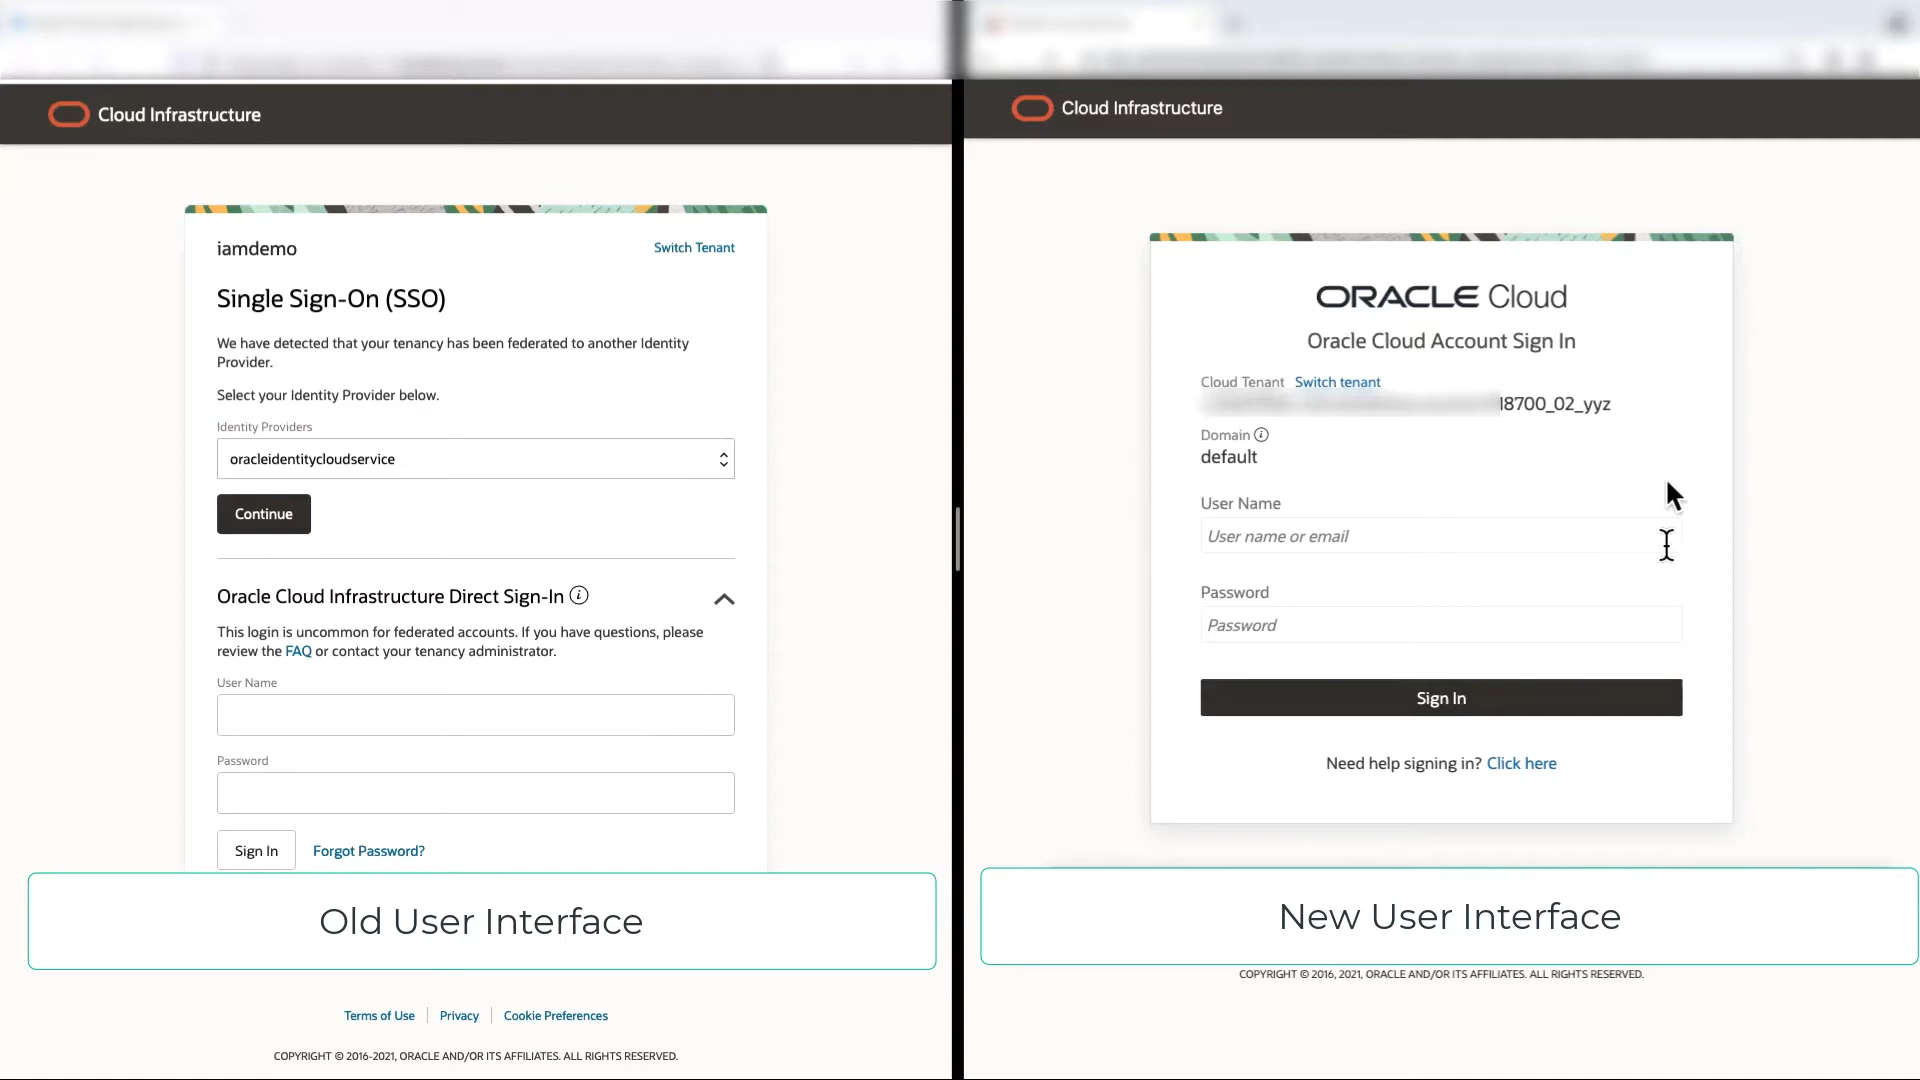 Cloud Infrastructure
iamdemo
Switch Tenant
Single Sign-On (SSO)
We have detected that your tenancy has been federated to another Identity
Provider.
Select your Identity Provider below.
Identity Providers
oracleidentitycloudservice
Continue
Oracle Cloud Infrastructure Direct Sign-In
This login is uncommon for federated accounts. If you have questions, please
review the FAQ or contact your tenancy administrator.
User Name
Password
Sign In
Forgot Password?
Old User Interface
Terms of Use
Privacy
Cookie Preferences
COPYRIGHT © 2016-2021, ORACLE AND/OR ITS AFFILIATES. ALL RIGHTS RESERVED.
Cloud Infrastructure
ORACLE Cloud
Oracle Cloud Account Sign In
Cloud Tenant Switch tenant
18700_02_yyz
Domain
default
User Name
User name or email
Password
Password
Sign In
Need help signing in? Click here
New User Interface
COPYRIGHT © 2016, 2021, ORACLE AND/OR ITS AFFILIATES. ALL RIGHTS RESERVED.